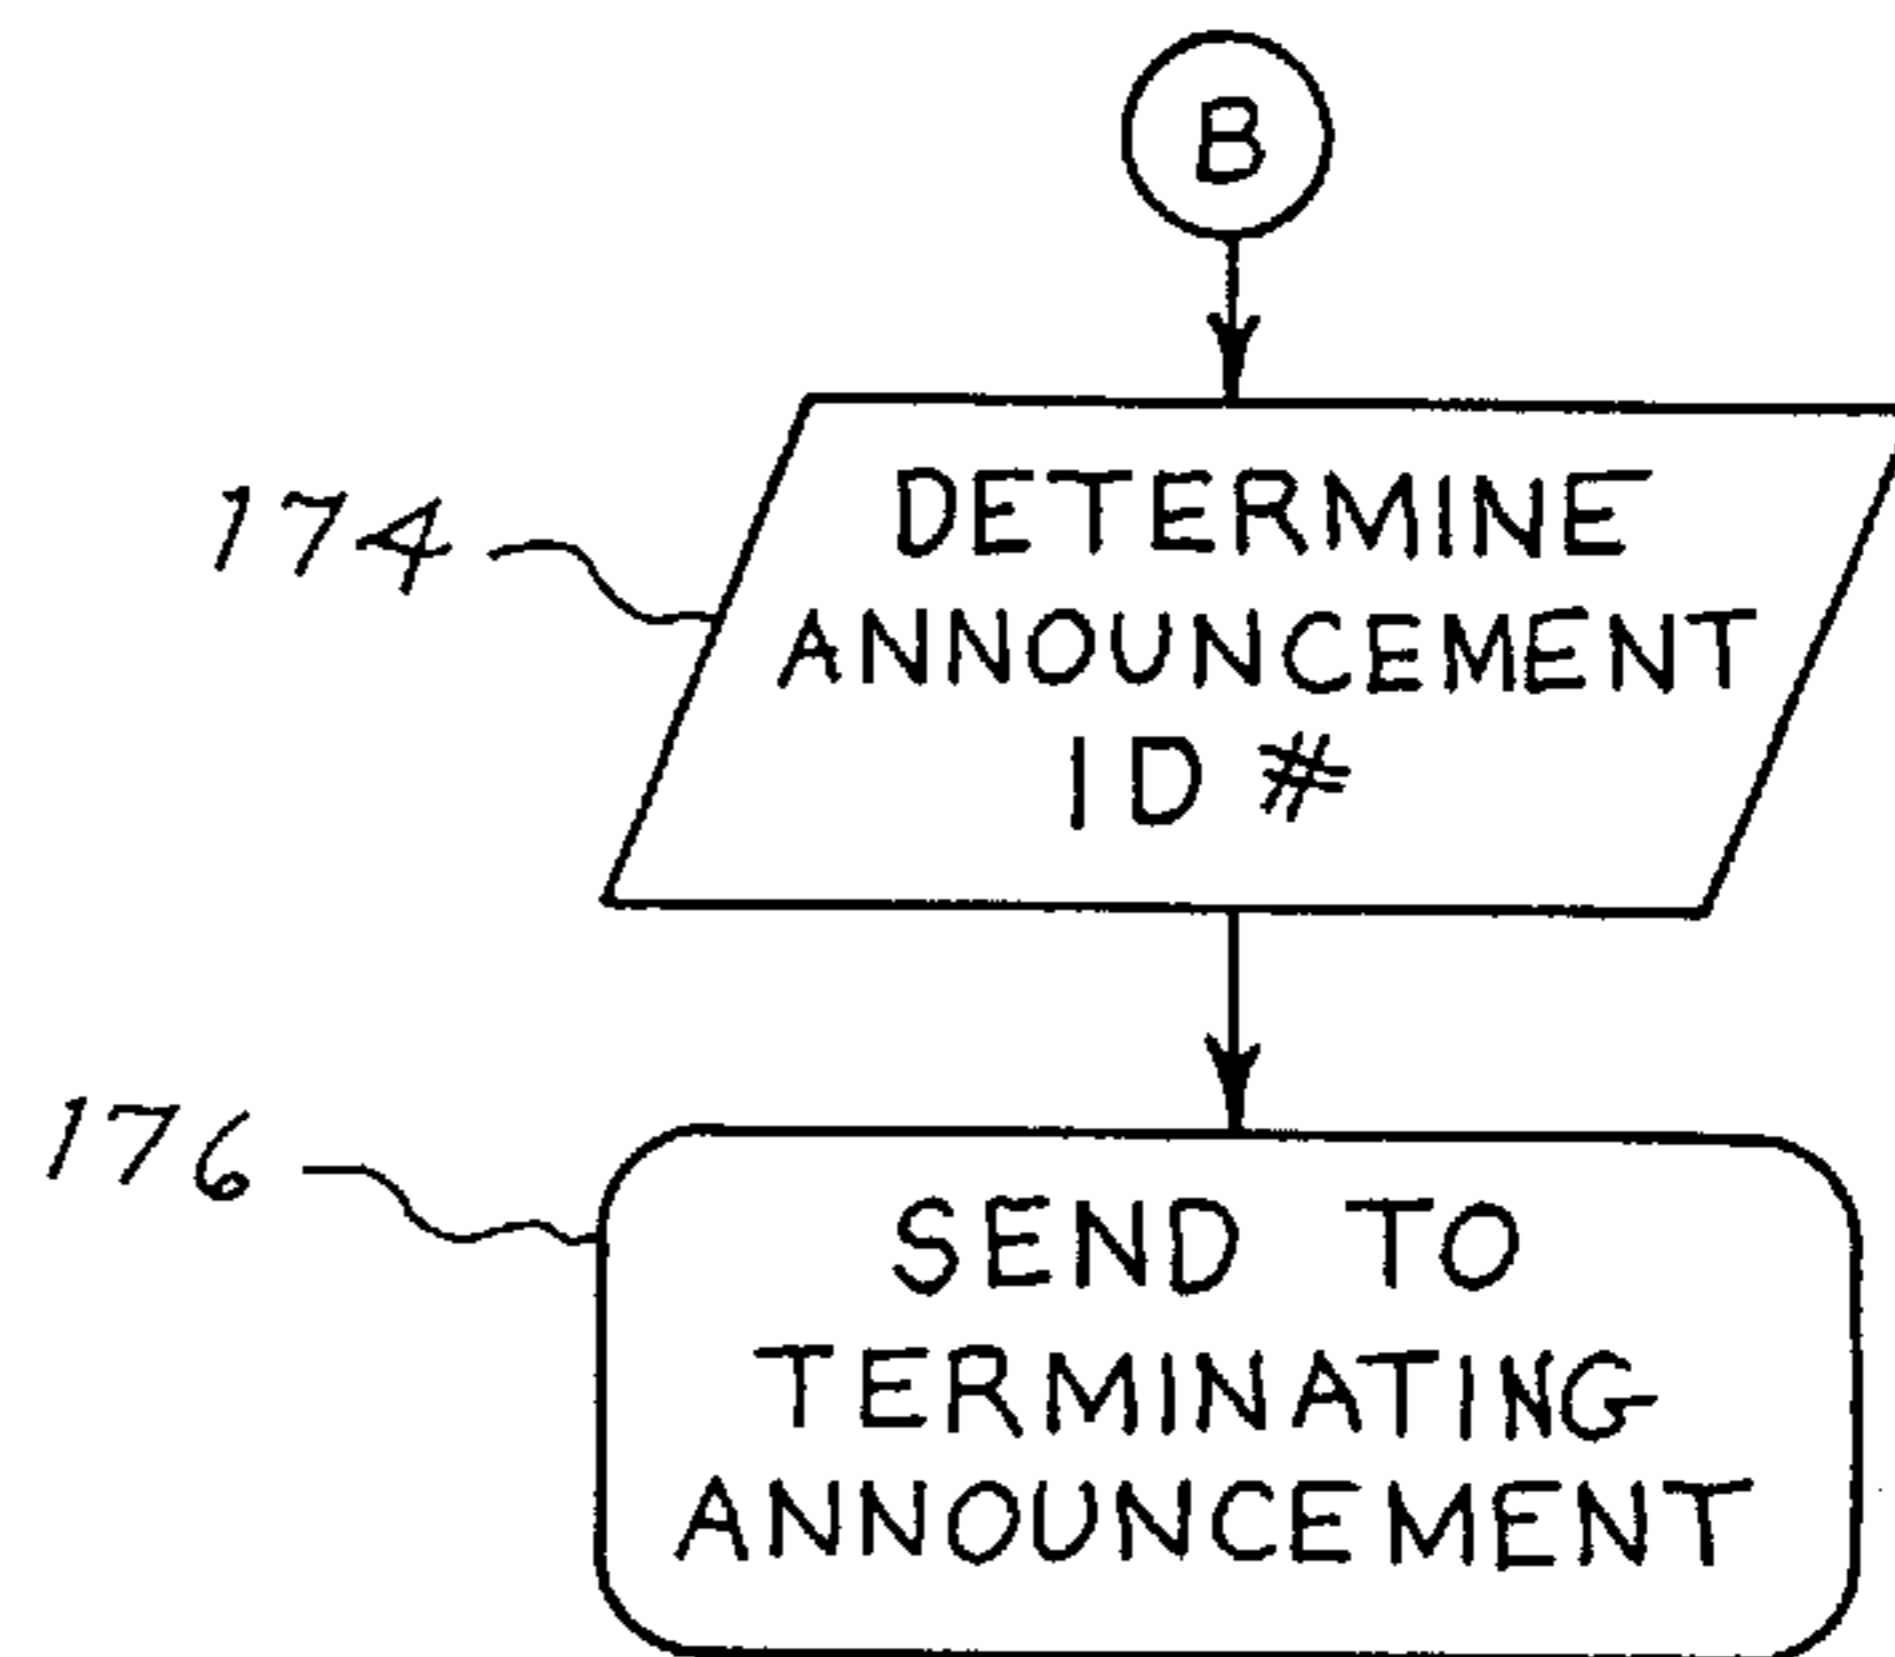 B
174
DETERMINE
ANNOUNCEMENT
ID #
176
SEND TO
TERMINATING
ANNOUNCEMENT